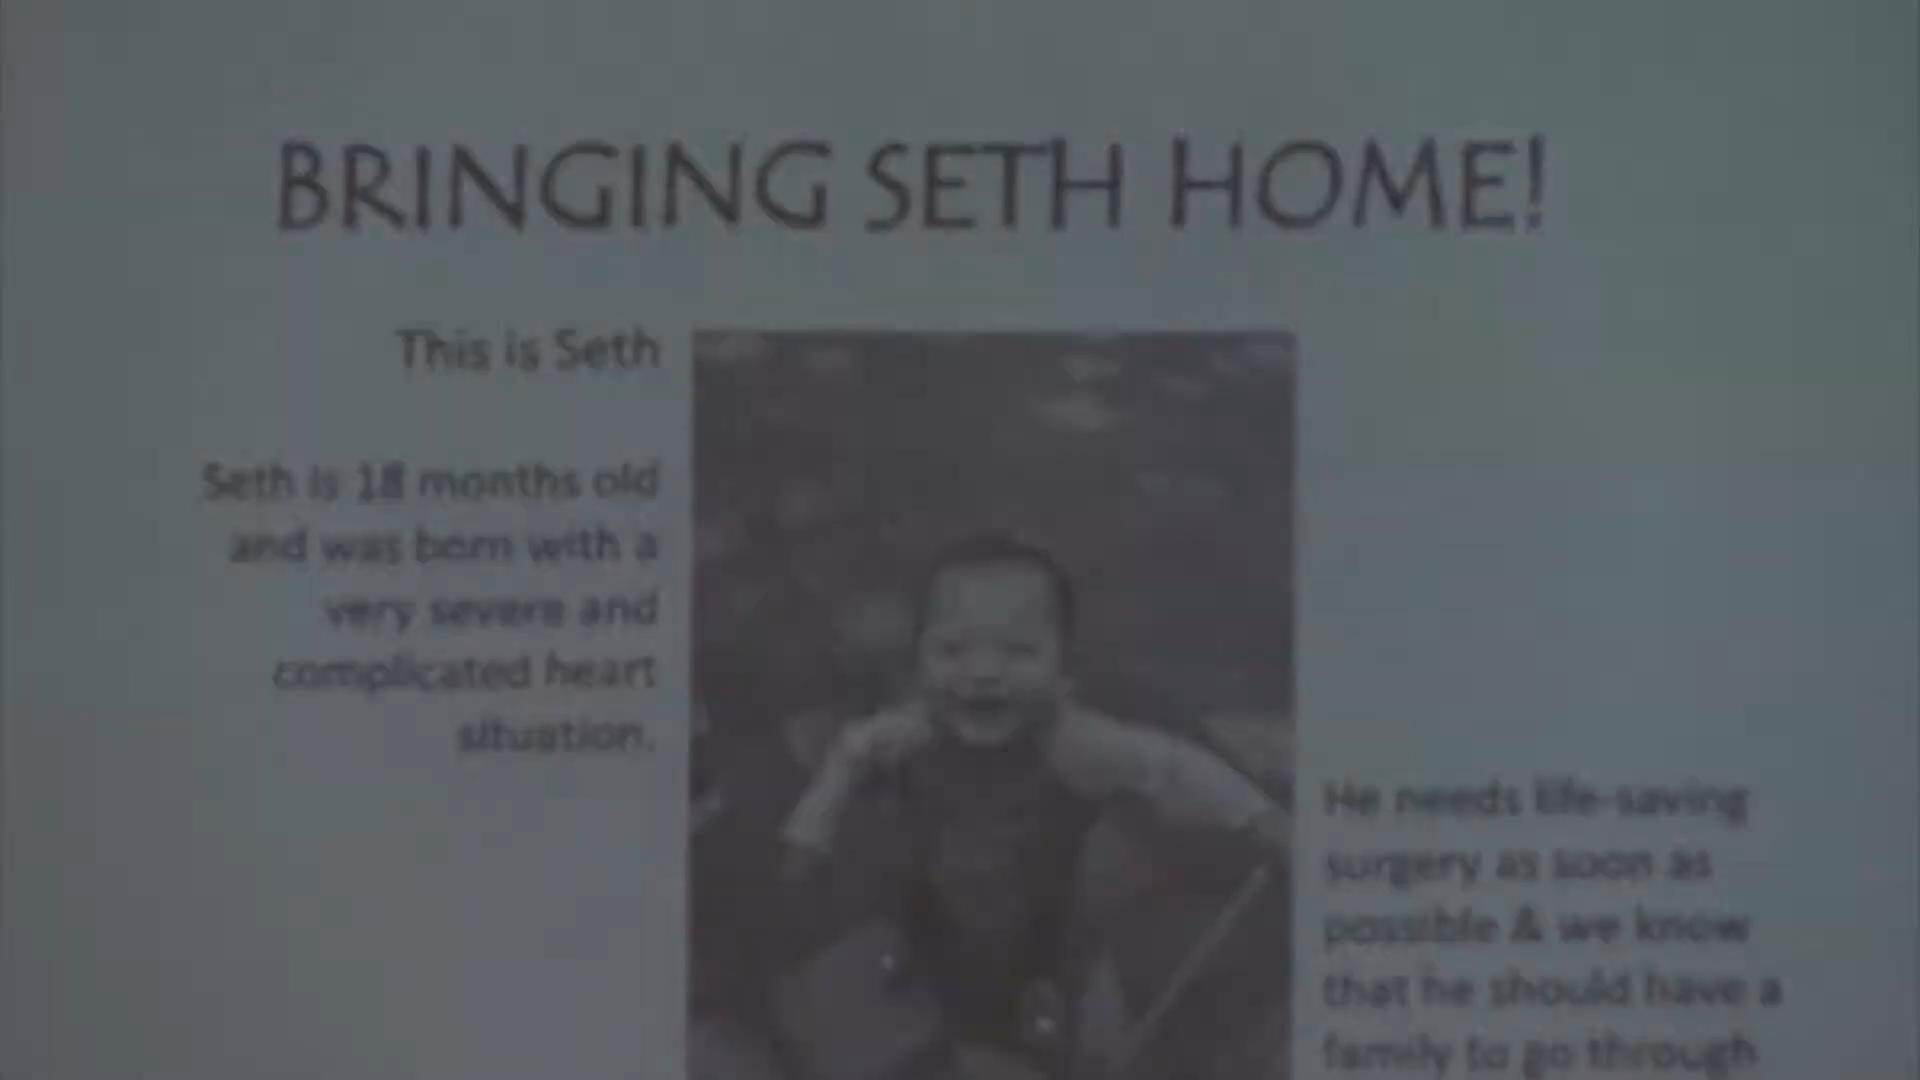 BRINGING SETH HOME!
This is Seth
Seth is 18 months old
and was born with a
very severe and
complicated heart
situation.
He needs life-saving
surgery as soon as
possible & we know
that he should have a
family to go through